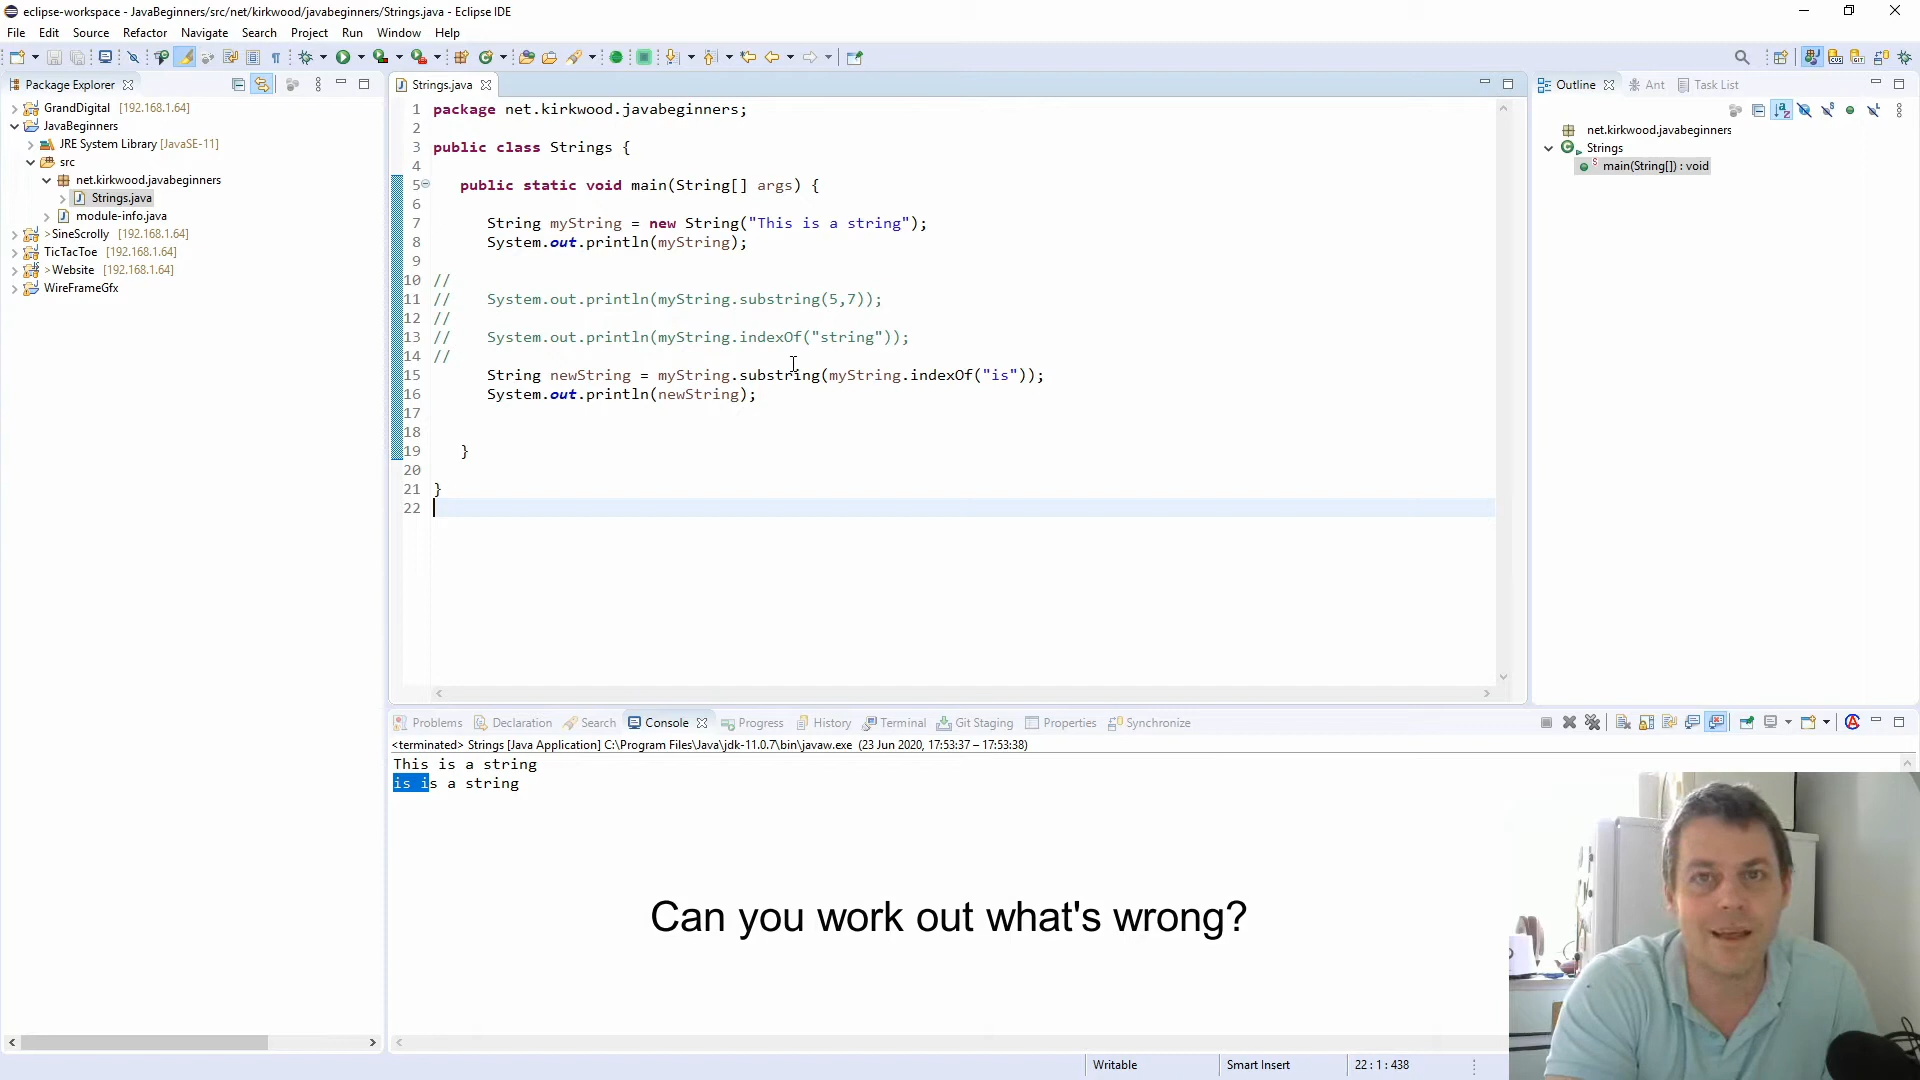 eclipse-workspace - JavaBeginners/src/net/kirkwood/javabeginners/Strings.java - Eclipse IDE
File Edit Source Refactor Navigate Search Project Run Window Help
Package Explorer
GrandDigital [192.168.1.64]
JavaBeginners
JRE System Library [JavaSE-11]
src
net.kirkwood.javabeginners
Strings.java
module-info.java
>SineScrolly [192.168.1.64]
TicTacToe [192.168.1.64]
>Website [192.168.1.64]
WireFrameGfx
Strings.java
1 package net.kirkwood.javabeginners;
2
3 public class Strings {
4
5 public static void main(String[] args) {
6
7 String myString = new String("This is a string");
8 System.out.println(myString);
9
10 //
11 // System.out.println(myString.substring(5,7));
12 //
13 // System.out.println(myString.indexOf("string"));
14 //
15 String newString = myString.substring(myString.indexOf("is"));
16 System.out.println(newString);
17
18
19 }
20
21 }
22
Outline Ant Task List
net.kirkwood.javabeginners
Strings
main(String[]) : void
Problems Declaration Search Console Progress History Terminal Git Staging Properties Synchronize
<terminated> Strings [Java Application] C:\Program Files\Java\jdk-11.0.7\bin\javaw.exe (23 Jun 2020, 17:53:37 – 17:53:38)
This is a string
is is a string
Can you work out what's wrong?
Writable Smart Insert 22 : 1 : 438